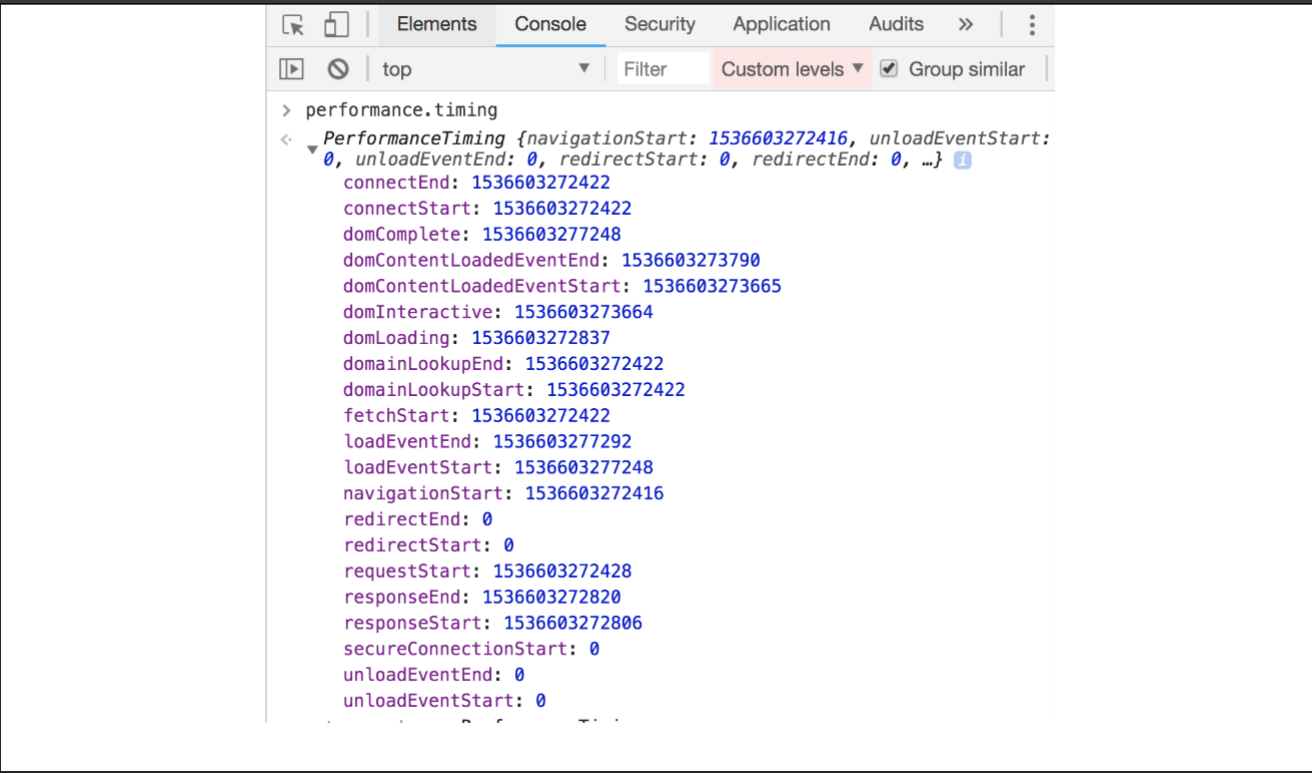 Elements Console Security Application Audits »
top ▼ Filter Custom levels ▼ Group similar
> performance.timing
PerformanceTiming {navigationStart: 1536603272416, unloadEventStart:
0, unloadEventEnd: 0, redirectStart: 0, redirectEnd: 0, …} i
connectEnd: 1536603272422
connectStart: 1536603272422
domComplete: 1536603277248
domContentLoadedEventEnd: 1536603273790
domContentLoadedEventStart: 1536603273665
domInteractive: 1536603273664
domLoading: 1536603272837
domainLookupEnd: 1536603272422
domainLookupStart: 1536603272422
fetchStart: 1536603272422
loadEventEnd: 1536603277292
loadEventStart: 1536603277248
navigationStart: 1536603272416
redirectEnd: 0
redirectStart: 0
requestStart: 1536603272428
responseEnd: 1536603272820
responseStart: 1536603272806
secureConnectionStart: 0
unloadEventEnd: 0
unloadEventStart: 0